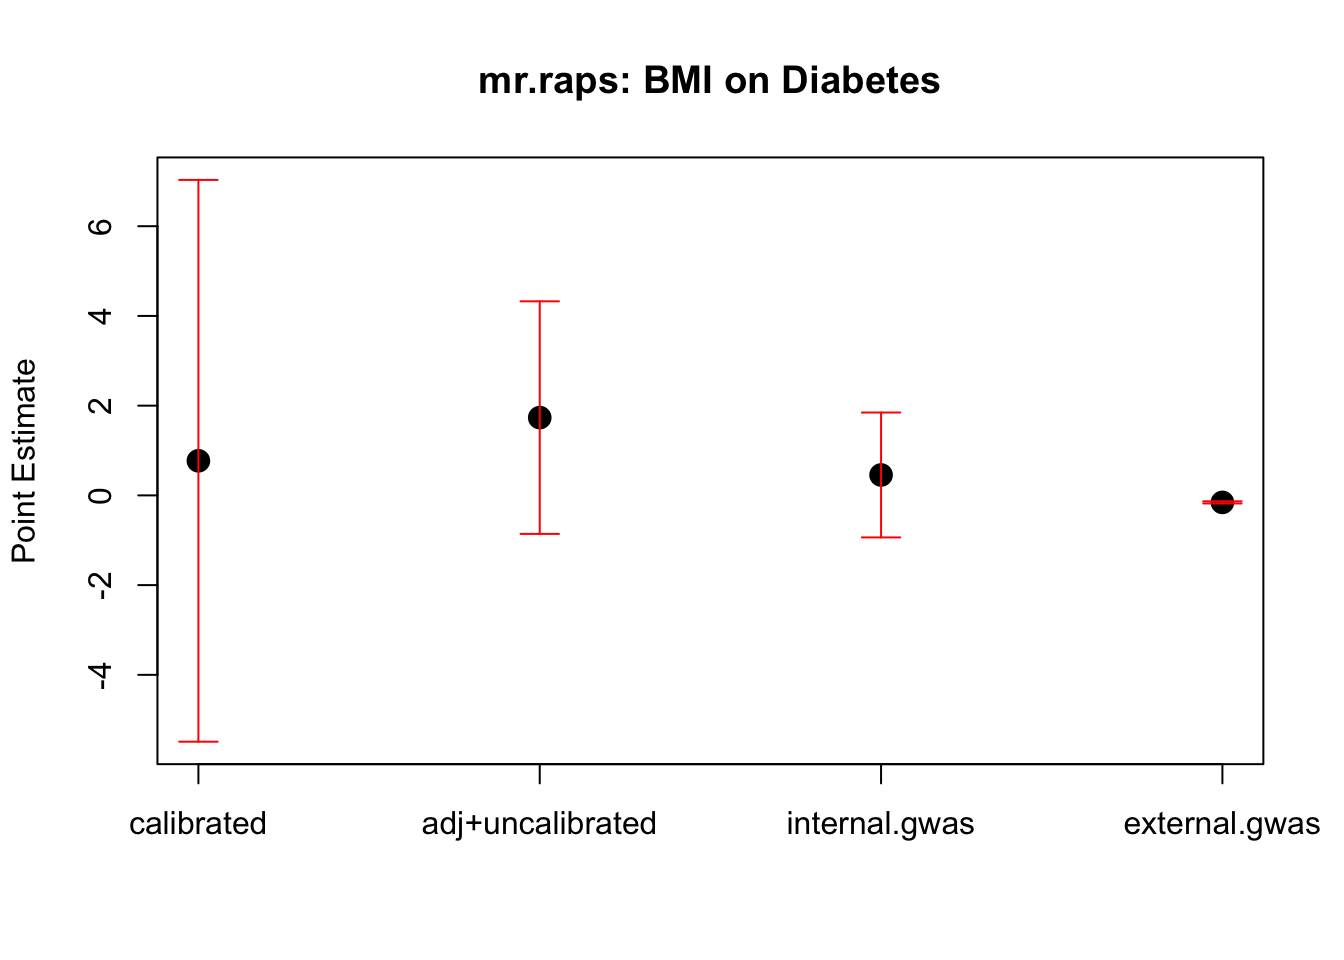 mr.raps: BMI on Diabetes
Point Estimate
6
4
2
0
-2
-4
calibrated
adj+uncalibrated
internal.gwas
external.gwas